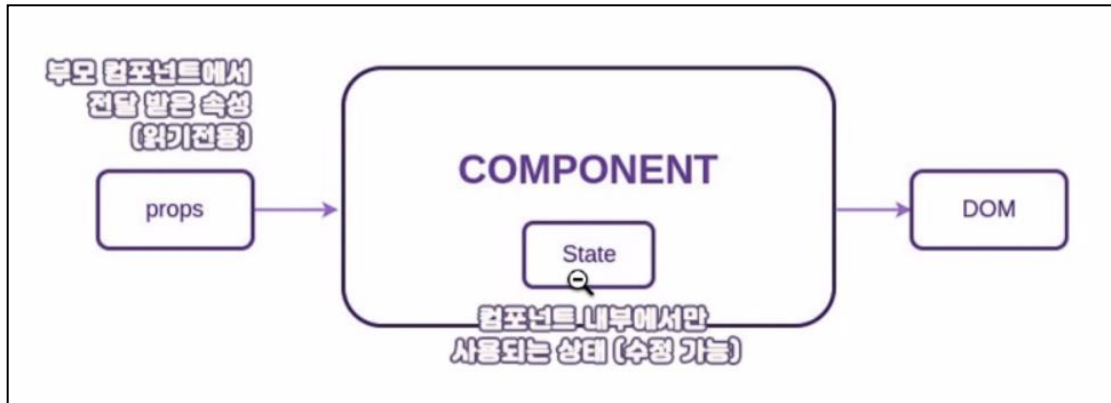 부모 컴포넌트에서
전달 받은 속성
(읽기전용)
props
COMPONENT
State
컴포넌트 내부에서만
사용되는 상태 (수정 가능)
DOM